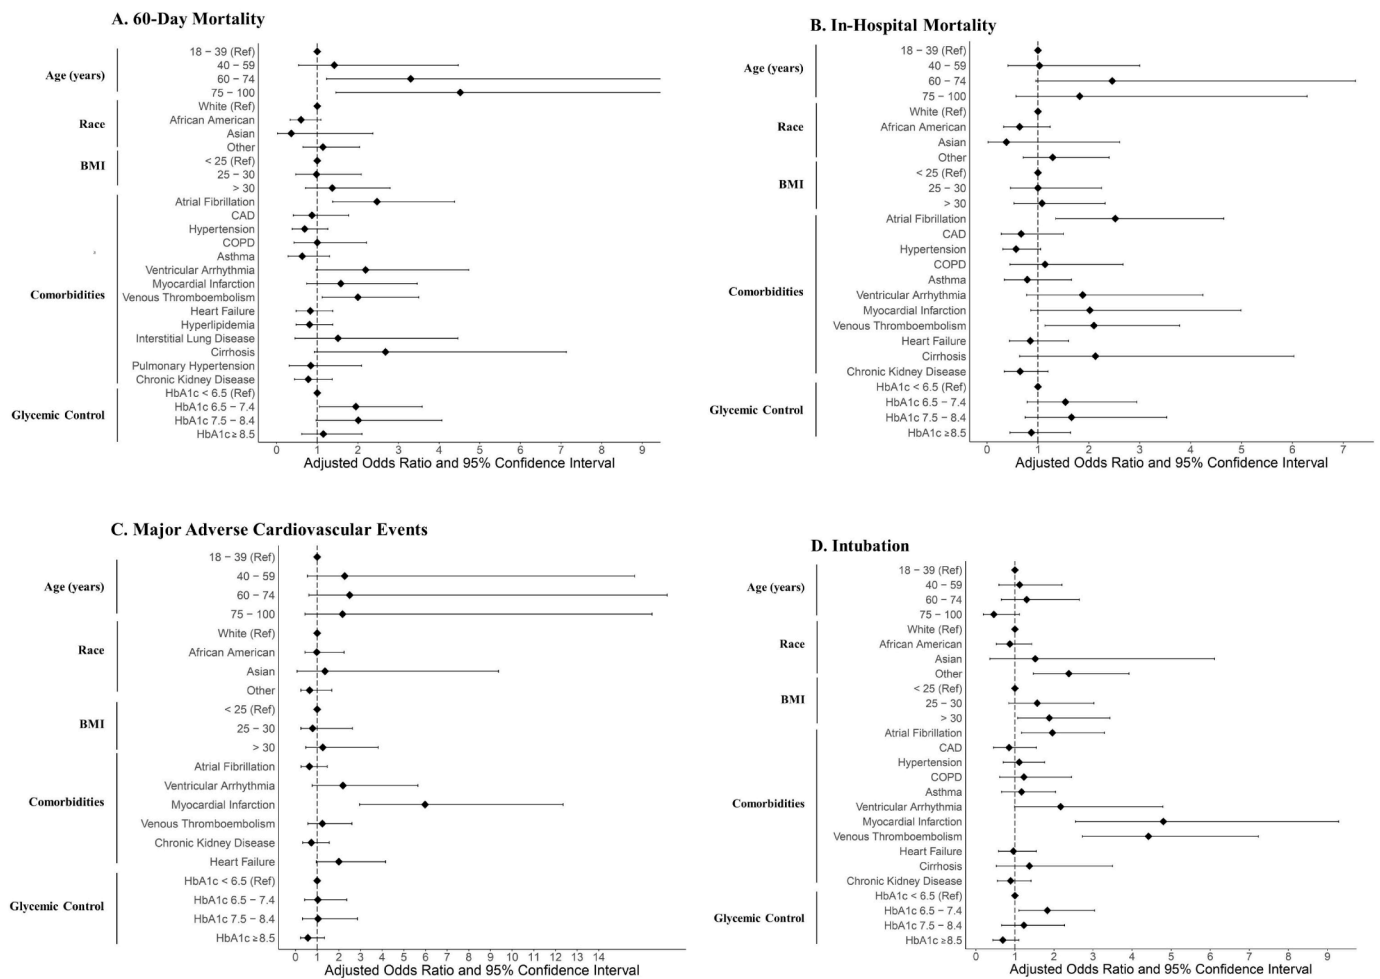 A. 60-Day Mortality
Age (years)
18 – 39 (Ref)
40 – 59
60 – 74
75 – 100
Race
White (Ref)
African American
Asian
Other
BMI
< 25 (Ref)
25 – 30
> 30
Comorbidities
Atrial Fibrillation
CAD
Hypertension
COPD
Asthma
Ventricular Arrhythmia
Myocardial Infarction
Venous Thromboembolism
Heart Failure
Hyperlipidemia
Interstitial Lung Disease
Cirrhosis
Pulmonary Hypertension
Chronic Kidney Disease
Glycemic Control
HbA1c < 6.5 (Ref)
HbA1c 6.5 – 7.4
HbA1c 7.5 – 8.4
HbA1c ≥ 8.5
0 1 2 3 4 5 6 7 8 9
Adjusted Odds Ratio and 95% Confidence Interval
B. In-Hospital Mortality
Age (years)
18 – 39 (Ref)
40 – 59
60 – 74
75 – 100
Race
White (Ref)
African American
Asian
Other
BMI
< 25 (Ref)
25 – 30
> 30
Comorbidities
Atrial Fibrillation
CAD
Hypertension
COPD
Asthma
Ventricular Arrhythmia
Myocardial Infarction
Venous Thromboembolism
Heart Failure
Cirrhosis
Chronic Kidney Disease
Glycemic Control
HbA1c < 6.5 (Ref)
HbA1c 6.5 – 7.4
HbA1c 7.5 – 8.4
HbA1c ≥ 8.5
0 1 2 3 4 5 6 7
Adjusted Odds Ratio and 95% Confidence Interval
C. Major Adverse Cardiovascular Events
Age (years)
18 – 39 (Ref)
40 – 59
60 – 74
75 – 100
Race
White (Ref)
African American
Asian
Other
BMI
< 25 (Ref)
25 – 30
> 30
Comorbidities
Atrial Fibrillation
Ventricular Arrhythmia
Myocardial Infarction
Venous Thromboembolism
Chronic Kidney Disease
Heart Failure
Glycemic Control
HbA1c < 6.5 (Ref)
HbA1c 6.5 – 7.4
HbA1c 7.5 – 8.4
HbA1c ≥ 8.5
0 1 2 3 4 5 6 7 8 9 10 11 12 13 14
Adjusted Odds Ratio and 95% Confidence Interval
D. Intubation
Age (years)
18 – 39 (Ref)
40 – 59
60 – 74
75 – 100
Race
White (Ref)
African American
Asian
Other
BMI
< 25 (Ref)
25 – 30
> 30
Comorbidities
Atrial Fibrillation
CAD
Hypertension
COPD
Asthma
Ventricular Arrhythmia
Myocardial Infarction
Venous Thromboembolism
Heart Failure
Cirrhosis
Chronic Kidney Disease
Glycemic Control
HbA1c < 6.5 (Ref)
HbA1c 6.5 – 7.4
HbA1c 7.5 – 8.4
HbA1c ≥ 8.5
0 1 2 3 4 5 6 7 8 9
Adjusted Odds Ratio and 95% Confidence Interval